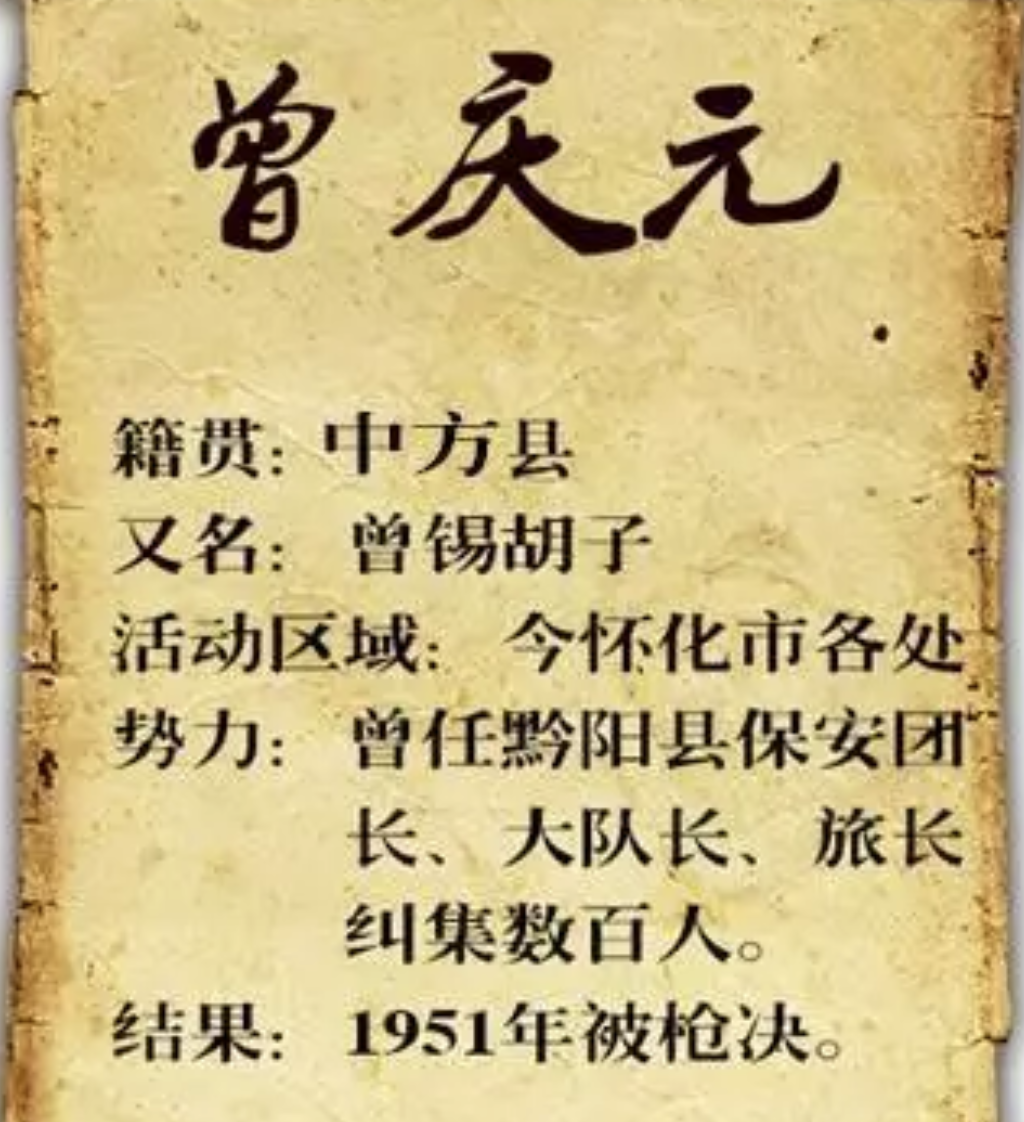 曾庆元
籍贯：中方县
又名：曾锡胡子
活动区域：今怀化市各处
势力：曾任黔阳县保安团
长、大队长、旅长
纠集数百人。
结果：1951年被枪决。